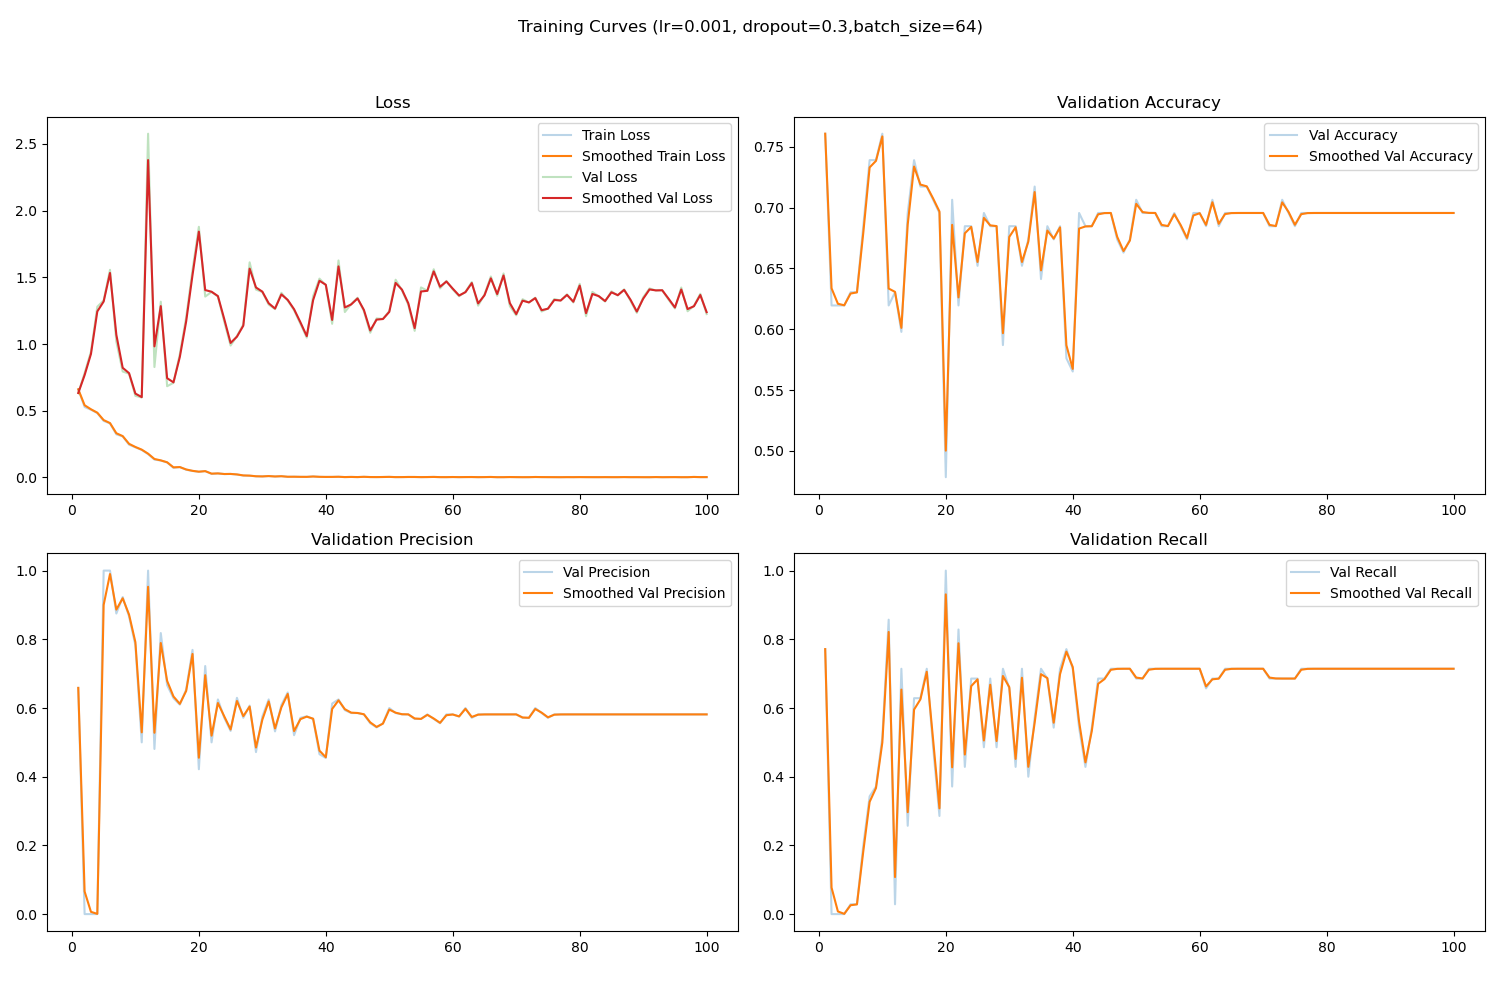 Training Curves (lr=0.001, dropout=0.3,batch_size=64)
Loss
Train Loss
Smoothed Train Loss
Val Loss
Smoothed Val Loss
2.5
2.0
1.5
1.0
0.5
0.0
0 20 40 60 80 100
Validation Accuracy
Val Accuracy
Smoothed Val Accuracy
0.75
0.70
0.65
0.60
0.55
0.50
0 20 40 60 80 100
Validation Precision
Val Precision
Smoothed Val Precision
1.0
0.8
0.6
0.4
0.2
0.0
0 20 40 60 80 100
Validation Recall
Val Recall
Smoothed Val Recall
1.0
0.8
0.6
0.4
0.2
0.0
0 20 40 60 80 100